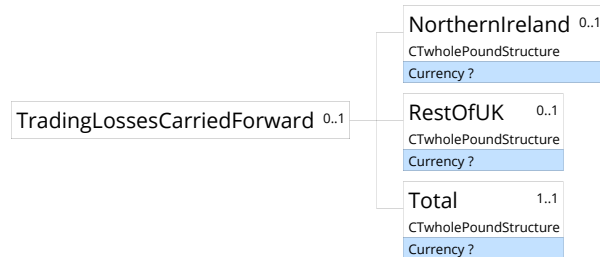 NorthernIreland 0..1
CTwholePoundStructure
Currency ?
TradingLossesCarriedForward 0..1
RestOfUK 0..1
CTwholePoundStructure
Currency ?
Total 1..1
CTwholePoundStructure
Currency ?